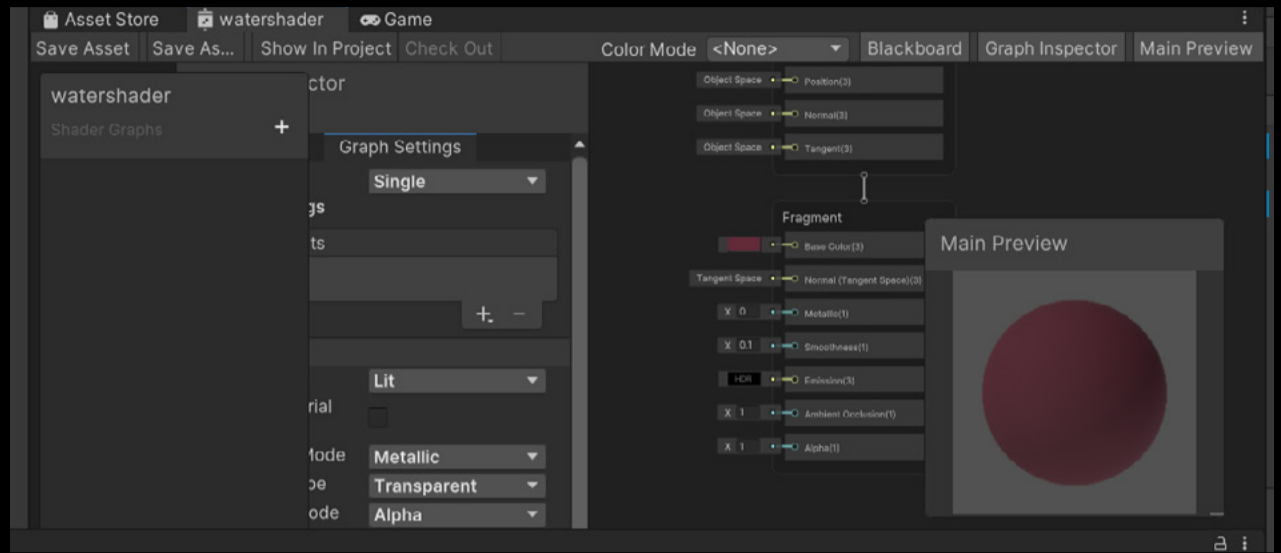 Asset Store watershader Game
Save Asset Save As... Show In Project Check Out Color Mode <None> Blackboard Graph Inspector Main Preview
watershader
Shader Graphs +
ctor
Graph Settings
Single
gs
ts
+ -
Lit
rial
Mode Metallic
pe Transparent
ode Alpha
Object Space Position(3)
Object Space Normal(3)
Object Space Tangent(3)
Fragment
Base Color(3)
Tangent Space Normal (Tangent Space)(3)
X 0 Metallic(1)
X 0.1 Smoothness(1)
HDR Emission(3)
X 1 Ambient Occlusion(1)
X 1 Alpha(1)
Main Preview